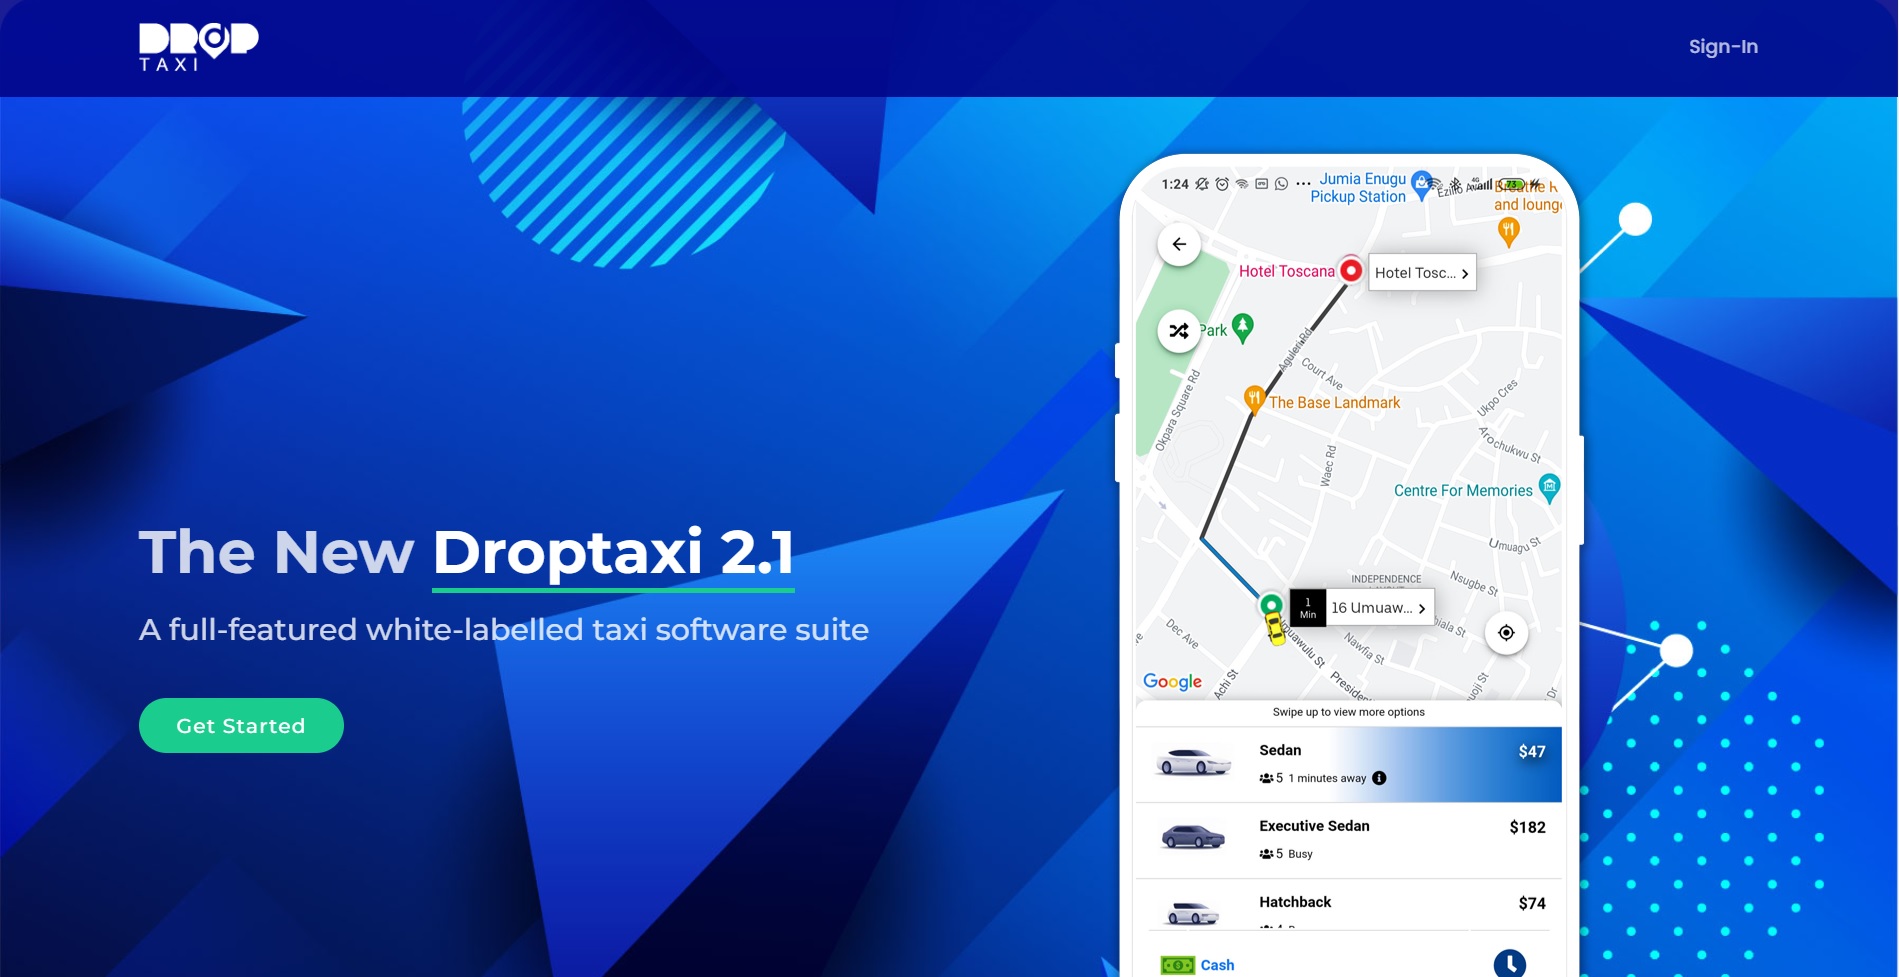 DROP
TAXI
Sign-In
The New Droptaxi 2.1
A full-featured white-labelled taxi software suite
Get Started
1:24
Jumia Enugu
Pickup Station
and lounge
Hotel Toscana
Hotel Tosc...
Park
Aguleri Rd
Court Ave
Okpara Square Rd
The Base Landmark
Ukpo Cres
Arochukwu St
Waec Rd
Centre For Memories
Umuagu St
INDEPENDENCE
Nsugbe St
1
Min
16 Umuaw...
Dec Ave
Umuawulu St
Nawfia St
Achi St
Google
Swipe up to view more options
Sedan
$47
5 1 minutes away
Executive Sedan
$182
5 Busy
Hatchback
$74
Cash